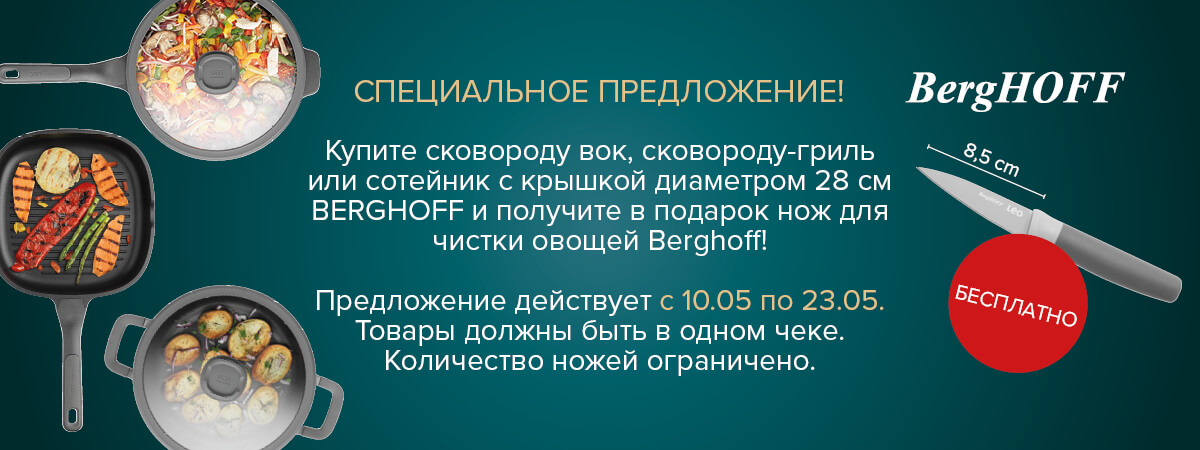 СПЕЦИАЛЬНОЕ ПРЕДЛОЖЕНИЕ!
Купите сковороду вок, сковороду-гриль
или сотейник с крышкой диаметром 28 см
BERGHOFF и получите в подарок нож для
чистки овощей Berghoff!
Предложение действует с 10.05 по 23.05.
Товары должны быть в одном чеке.
Количество ножей ограничено.
BergHOFF
8,5 cm
BergHOFF Leo
БЕСПЛАТНО